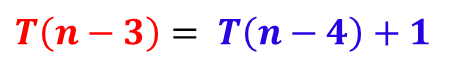 T(n − 3) = T(n − 4) + 1